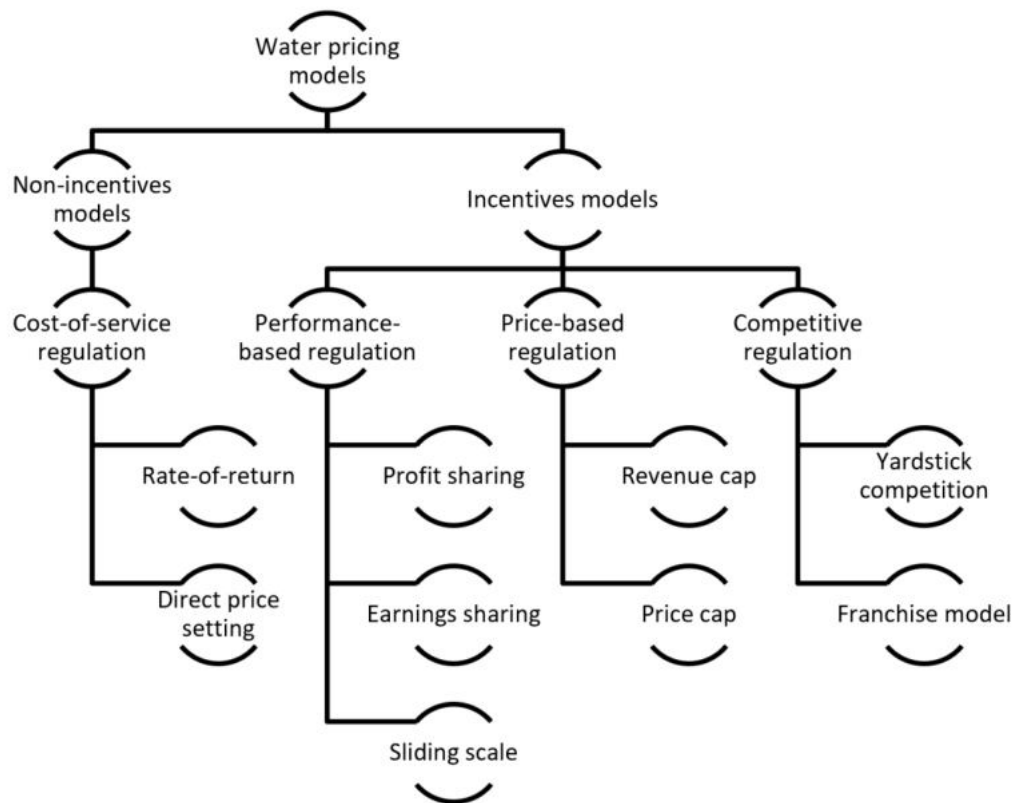 Water pricing
models
Non-incentives
models
Incentives models
Cost-of-service
regulation
Performance-
based regulation
Price-based
regulation
Competitive
regulation
Rate-of-return
Profit sharing
Revenue cap
Yardstick
competition
Direct price
setting
Earnings sharing
Price cap
Franchise model
Sliding scale